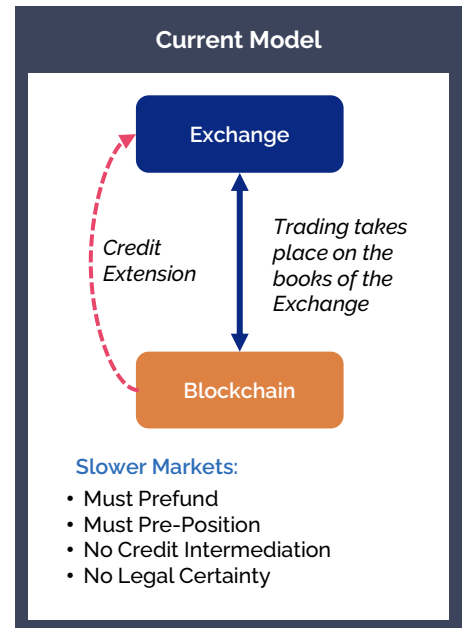 Current Model
Exchange
Credit
Extension
Trading takes
place on the
books of the
Exchange
Blockchain
Slower Markets:
• Must Prefund
• Must Pre-Position
• No Credit Intermediation
• No Legal Certainty